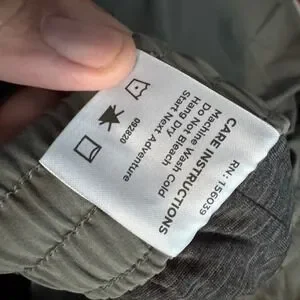 RN: 156039
CARE INSTRUCTIONS
Machine Wash Cold
Do Not Bleach
Hang Dry
Start Next Adventure
092820